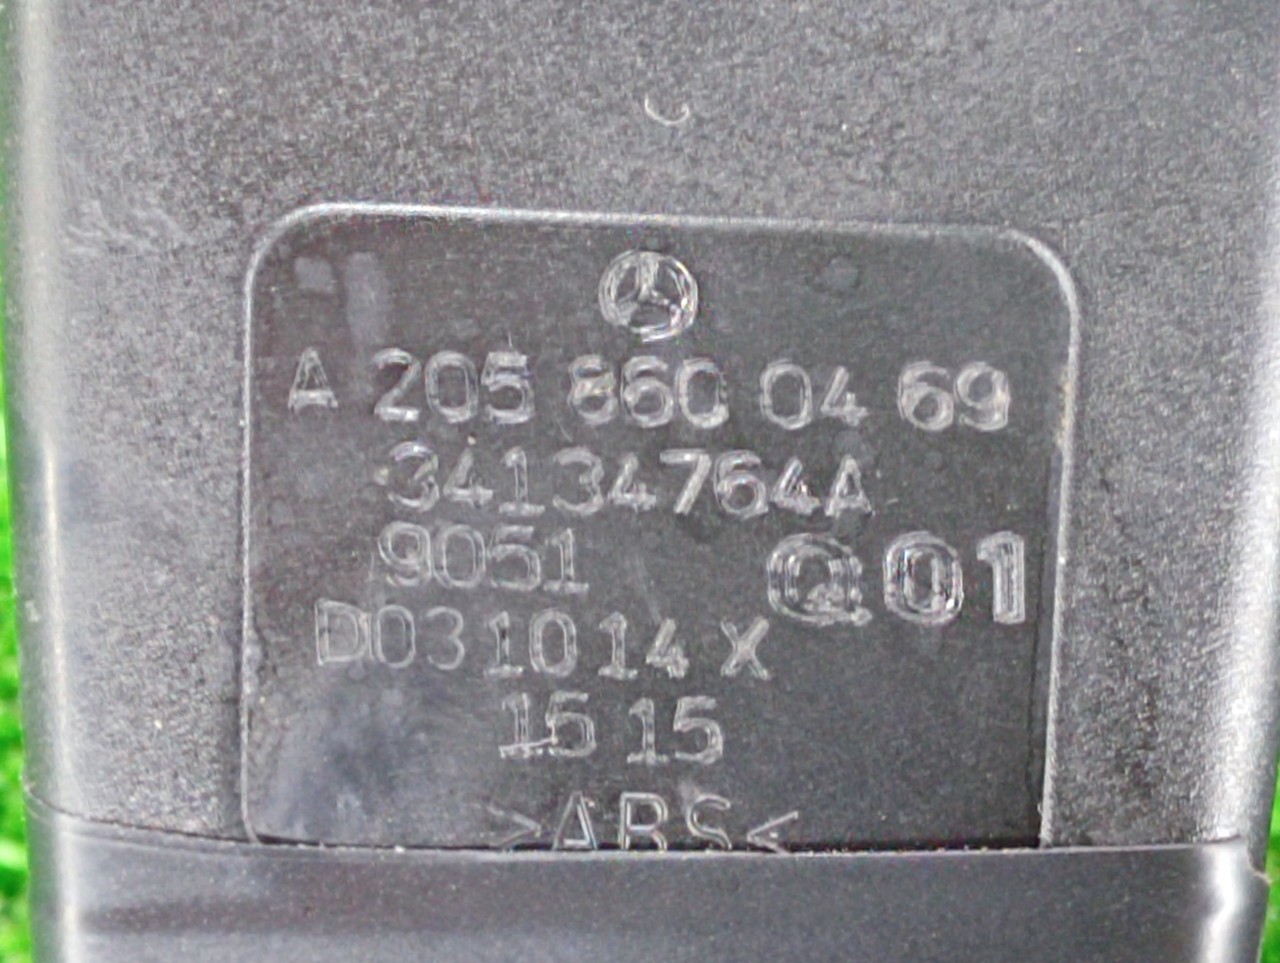 A 205 860 04 69
34134764A
9051 Q01
D031014 X
15 15
>ABS<